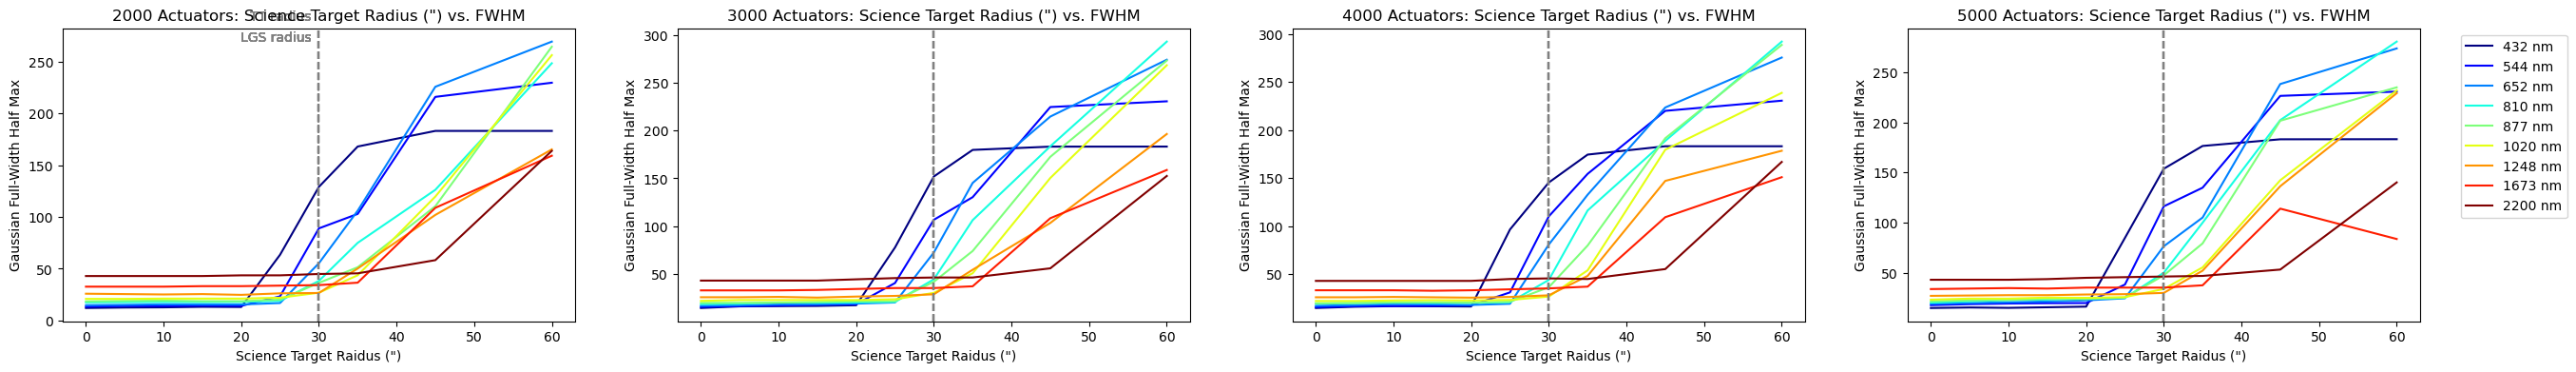 2000 Actuators: Science Target Radius (") vs. FWHM
TT radius
LGS radius
Gaussian Full-Width Half Max
0
50
100
150
200
250
0 10 20 30 40 50 60
Science Target Raidus (")
3000 Actuators: Science Target Radius (") vs. FWHM
Gaussian Full-Width Half Max
50
100
150
200
250
300
0 10 20 30 40 50 60
Science Target Raidus (")
4000 Actuators: Science Target Radius (") vs. FWHM
Gaussian Full-Width Half Max
50
100
150
200
250
300
0 10 20 30 40 50 60
Science Target Raidus (")
5000 Actuators: Science Target Radius (") vs. FWHM
Gaussian Full-Width Half Max
50
100
150
200
250
0 10 20 30 40 50 60
Science Target Raidus (")
432 nm
544 nm
652 nm
810 nm
877 nm
1020 nm
1248 nm
1673 nm
2200 nm